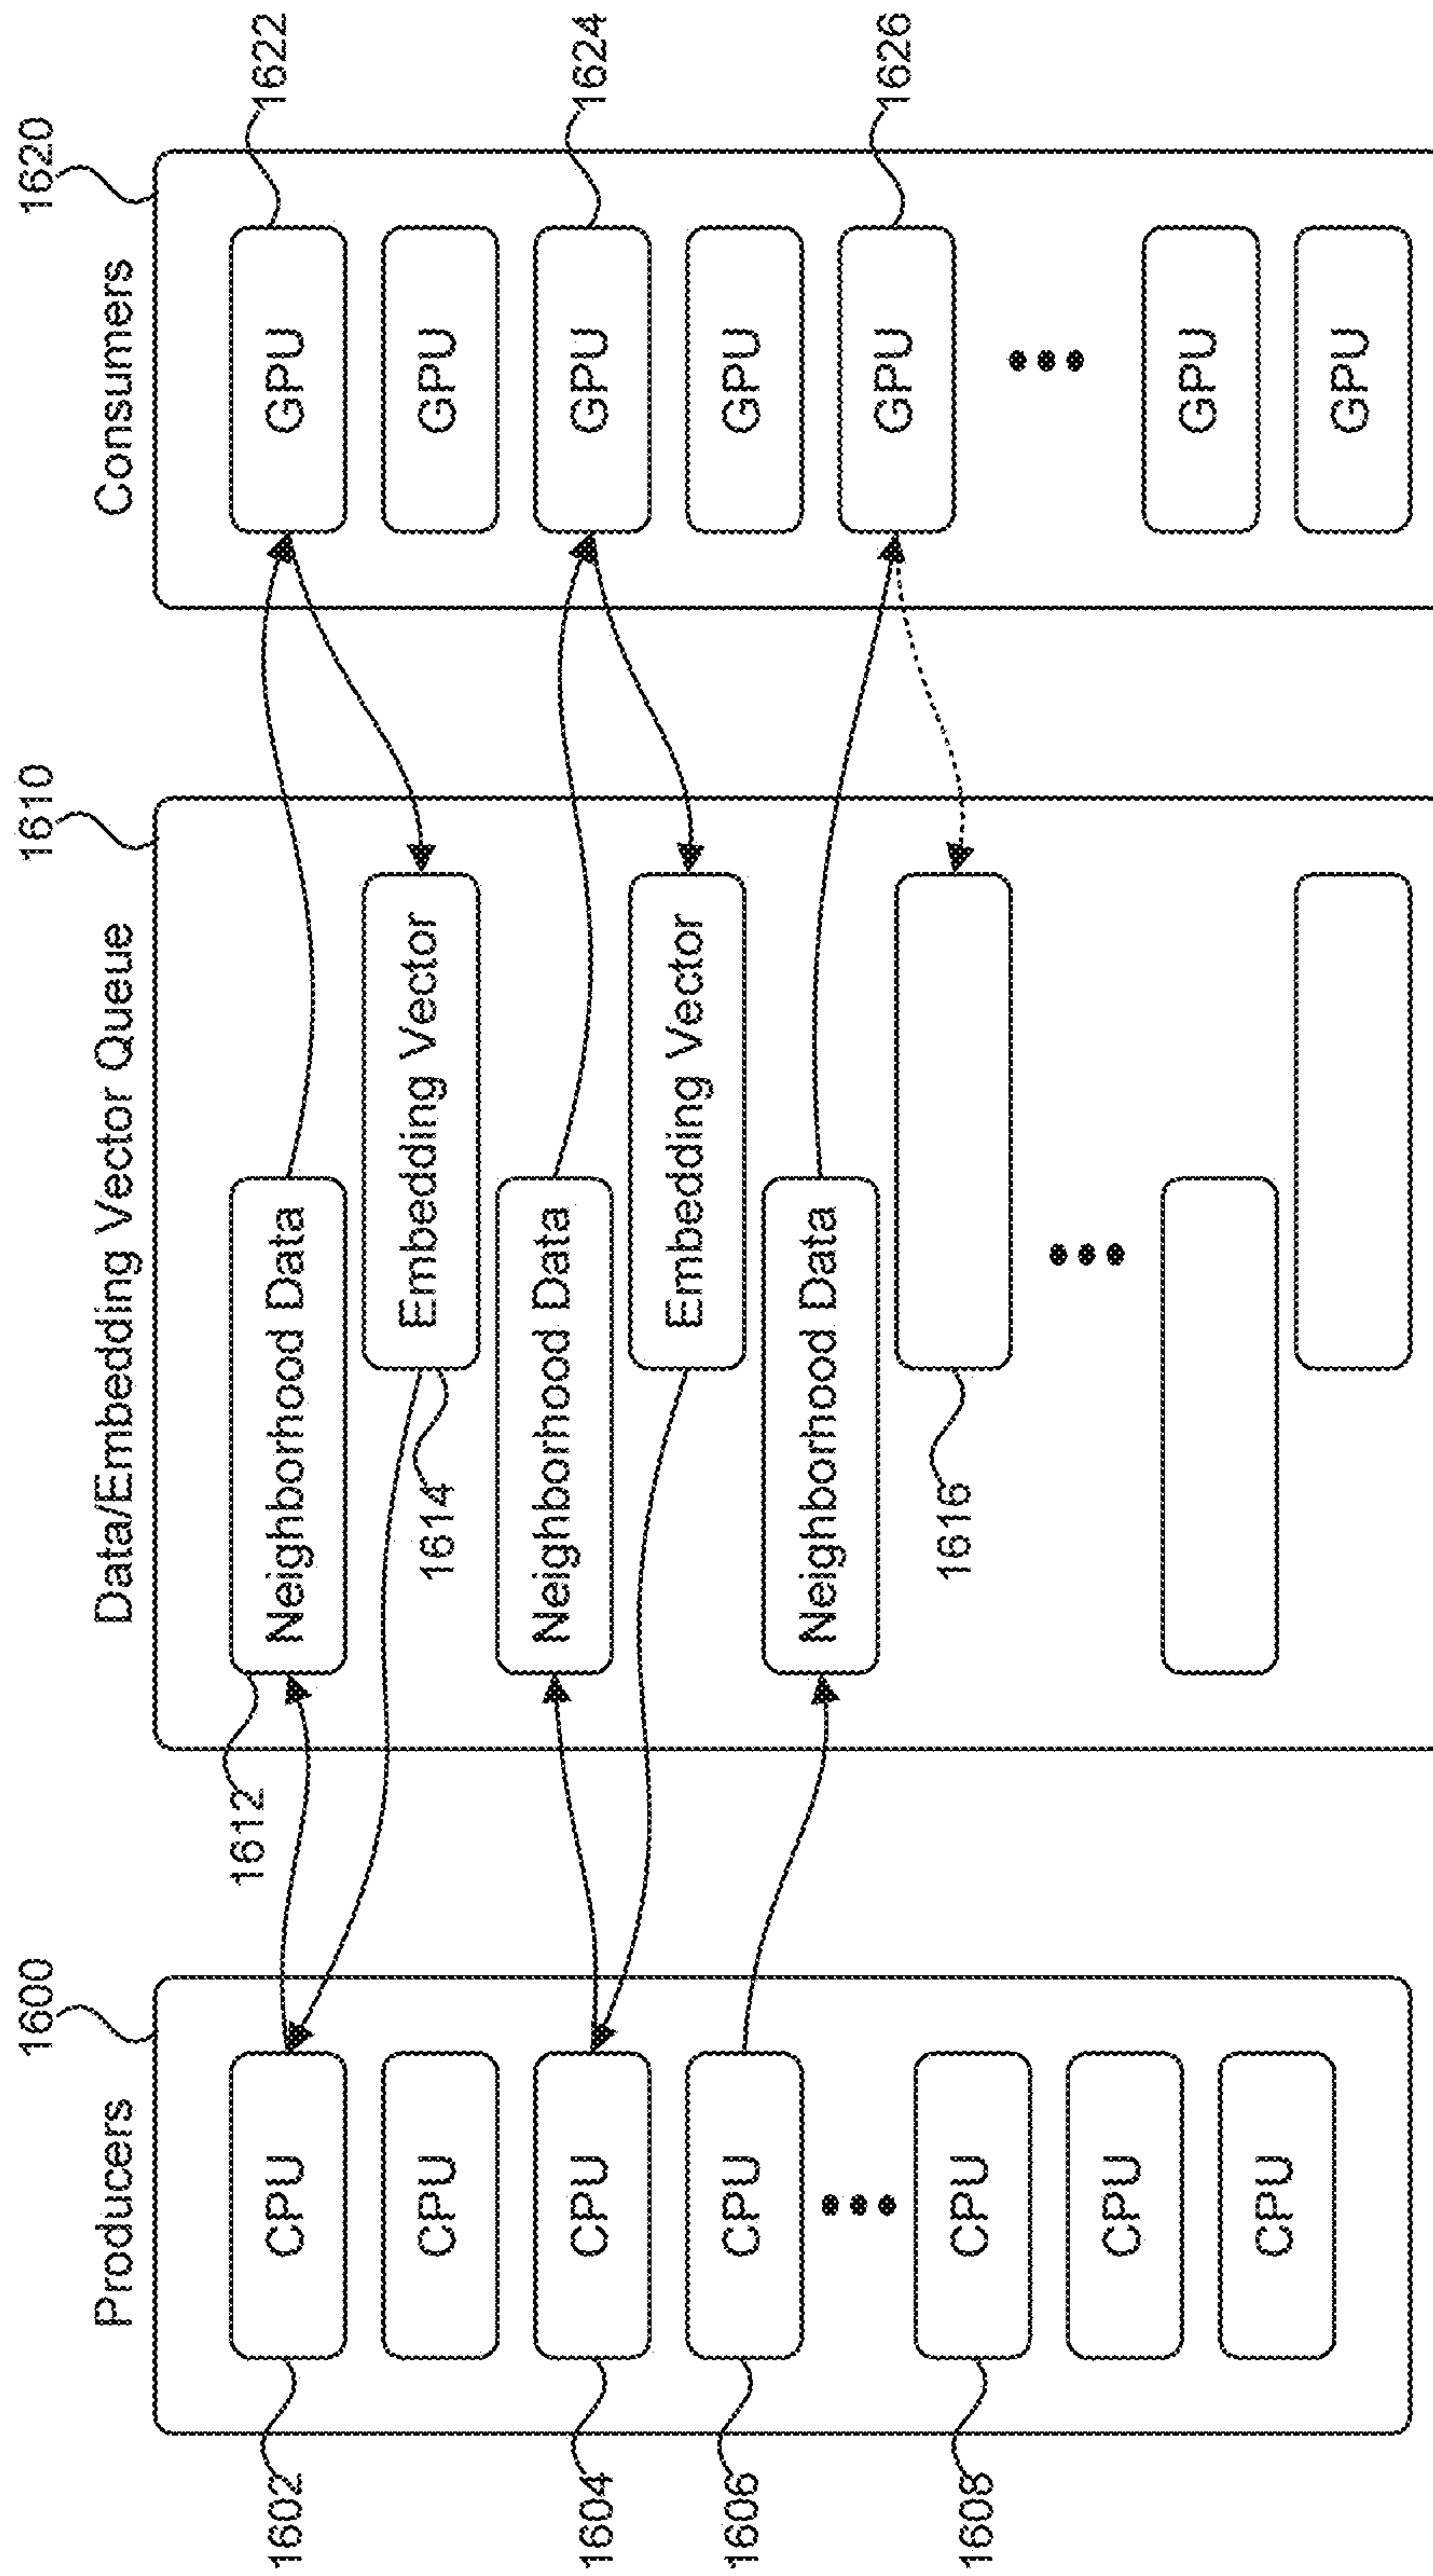 1600
Producers
1602
CPU
CPU
1604
CPU
1606
CPU
1608
CPU
CPU
CPU
1610
Data/Embedding Vector Queue
1612
Neighborhood Data
Embedding Vector
1614
Neighborhood Data
Embedding Vector
Neighborhood Data
1616
1620
Consumers
GPU
1622
GPU
GPU
1624
GPU
GPU
1626
GPU
GPU